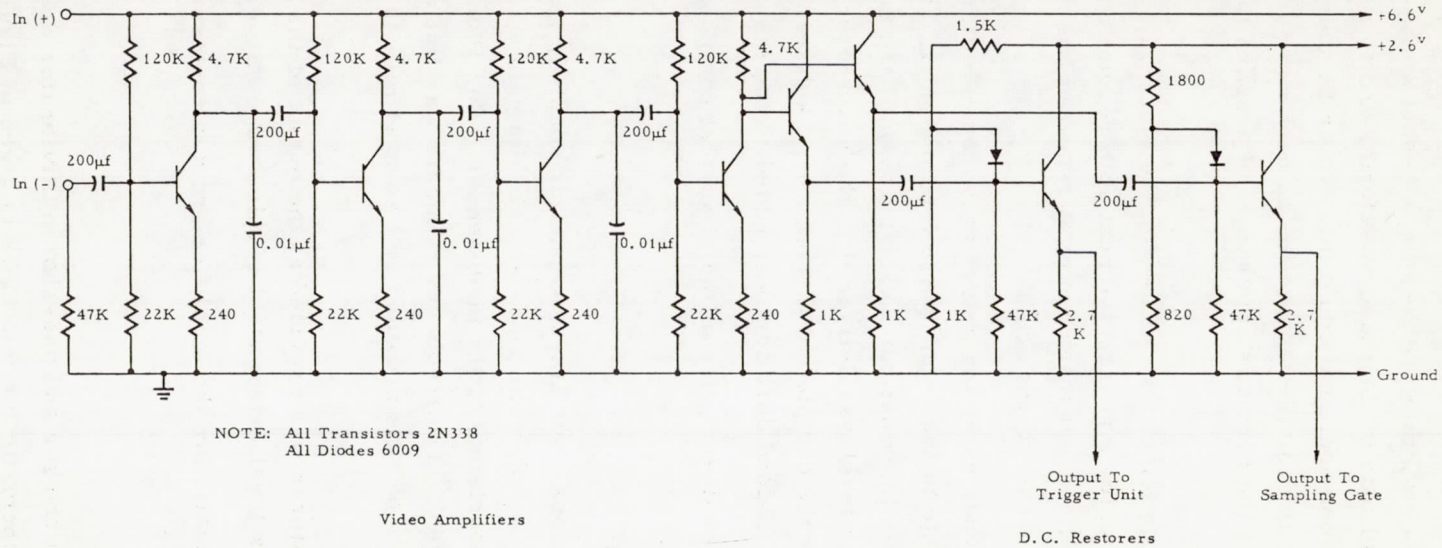 In (+)
+6.6v
1.5K
+2.6v
120K
4.7K
120K
4.7K
120K
4.7K
120K
4.7K
1800
200μf
200μf
200μf
200μf
In (-)
200μf
200μf
0.01μf
0.01μf
0.01μf
47K
22K
240
22K
240
22K
240
22K
240
1K
1K
1K
47K
2.7
K
820
47K
2.7
K
Ground
NOTE: All Transistors 2N338
All Diodes 6009
Output To
Trigger Unit
Output To
Sampling Gate
Video Amplifiers
D.C. Restorers